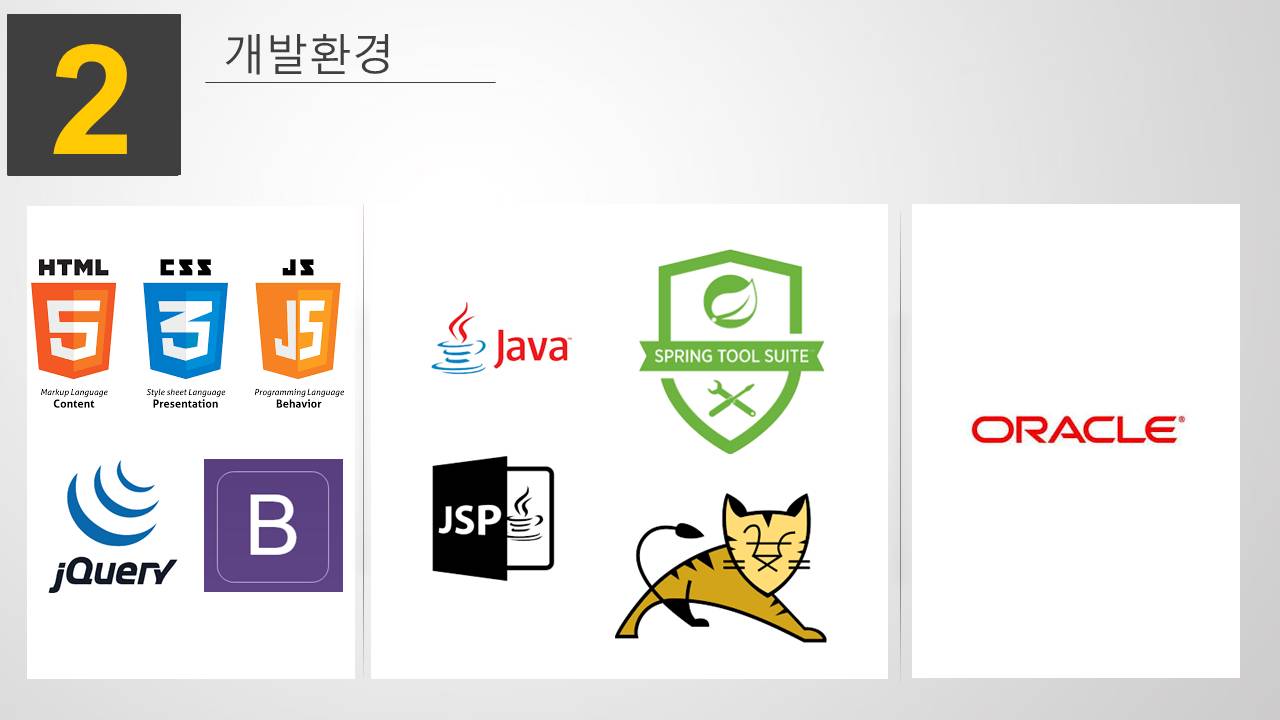 2
개발환경
HTML CSS JS
5 3 JS
Markup Language Style sheet Language Programming Language
Content Presentation Behavior
jQuery B
Java™
SPRING TOOL SUITE
JSP
ORACLE®